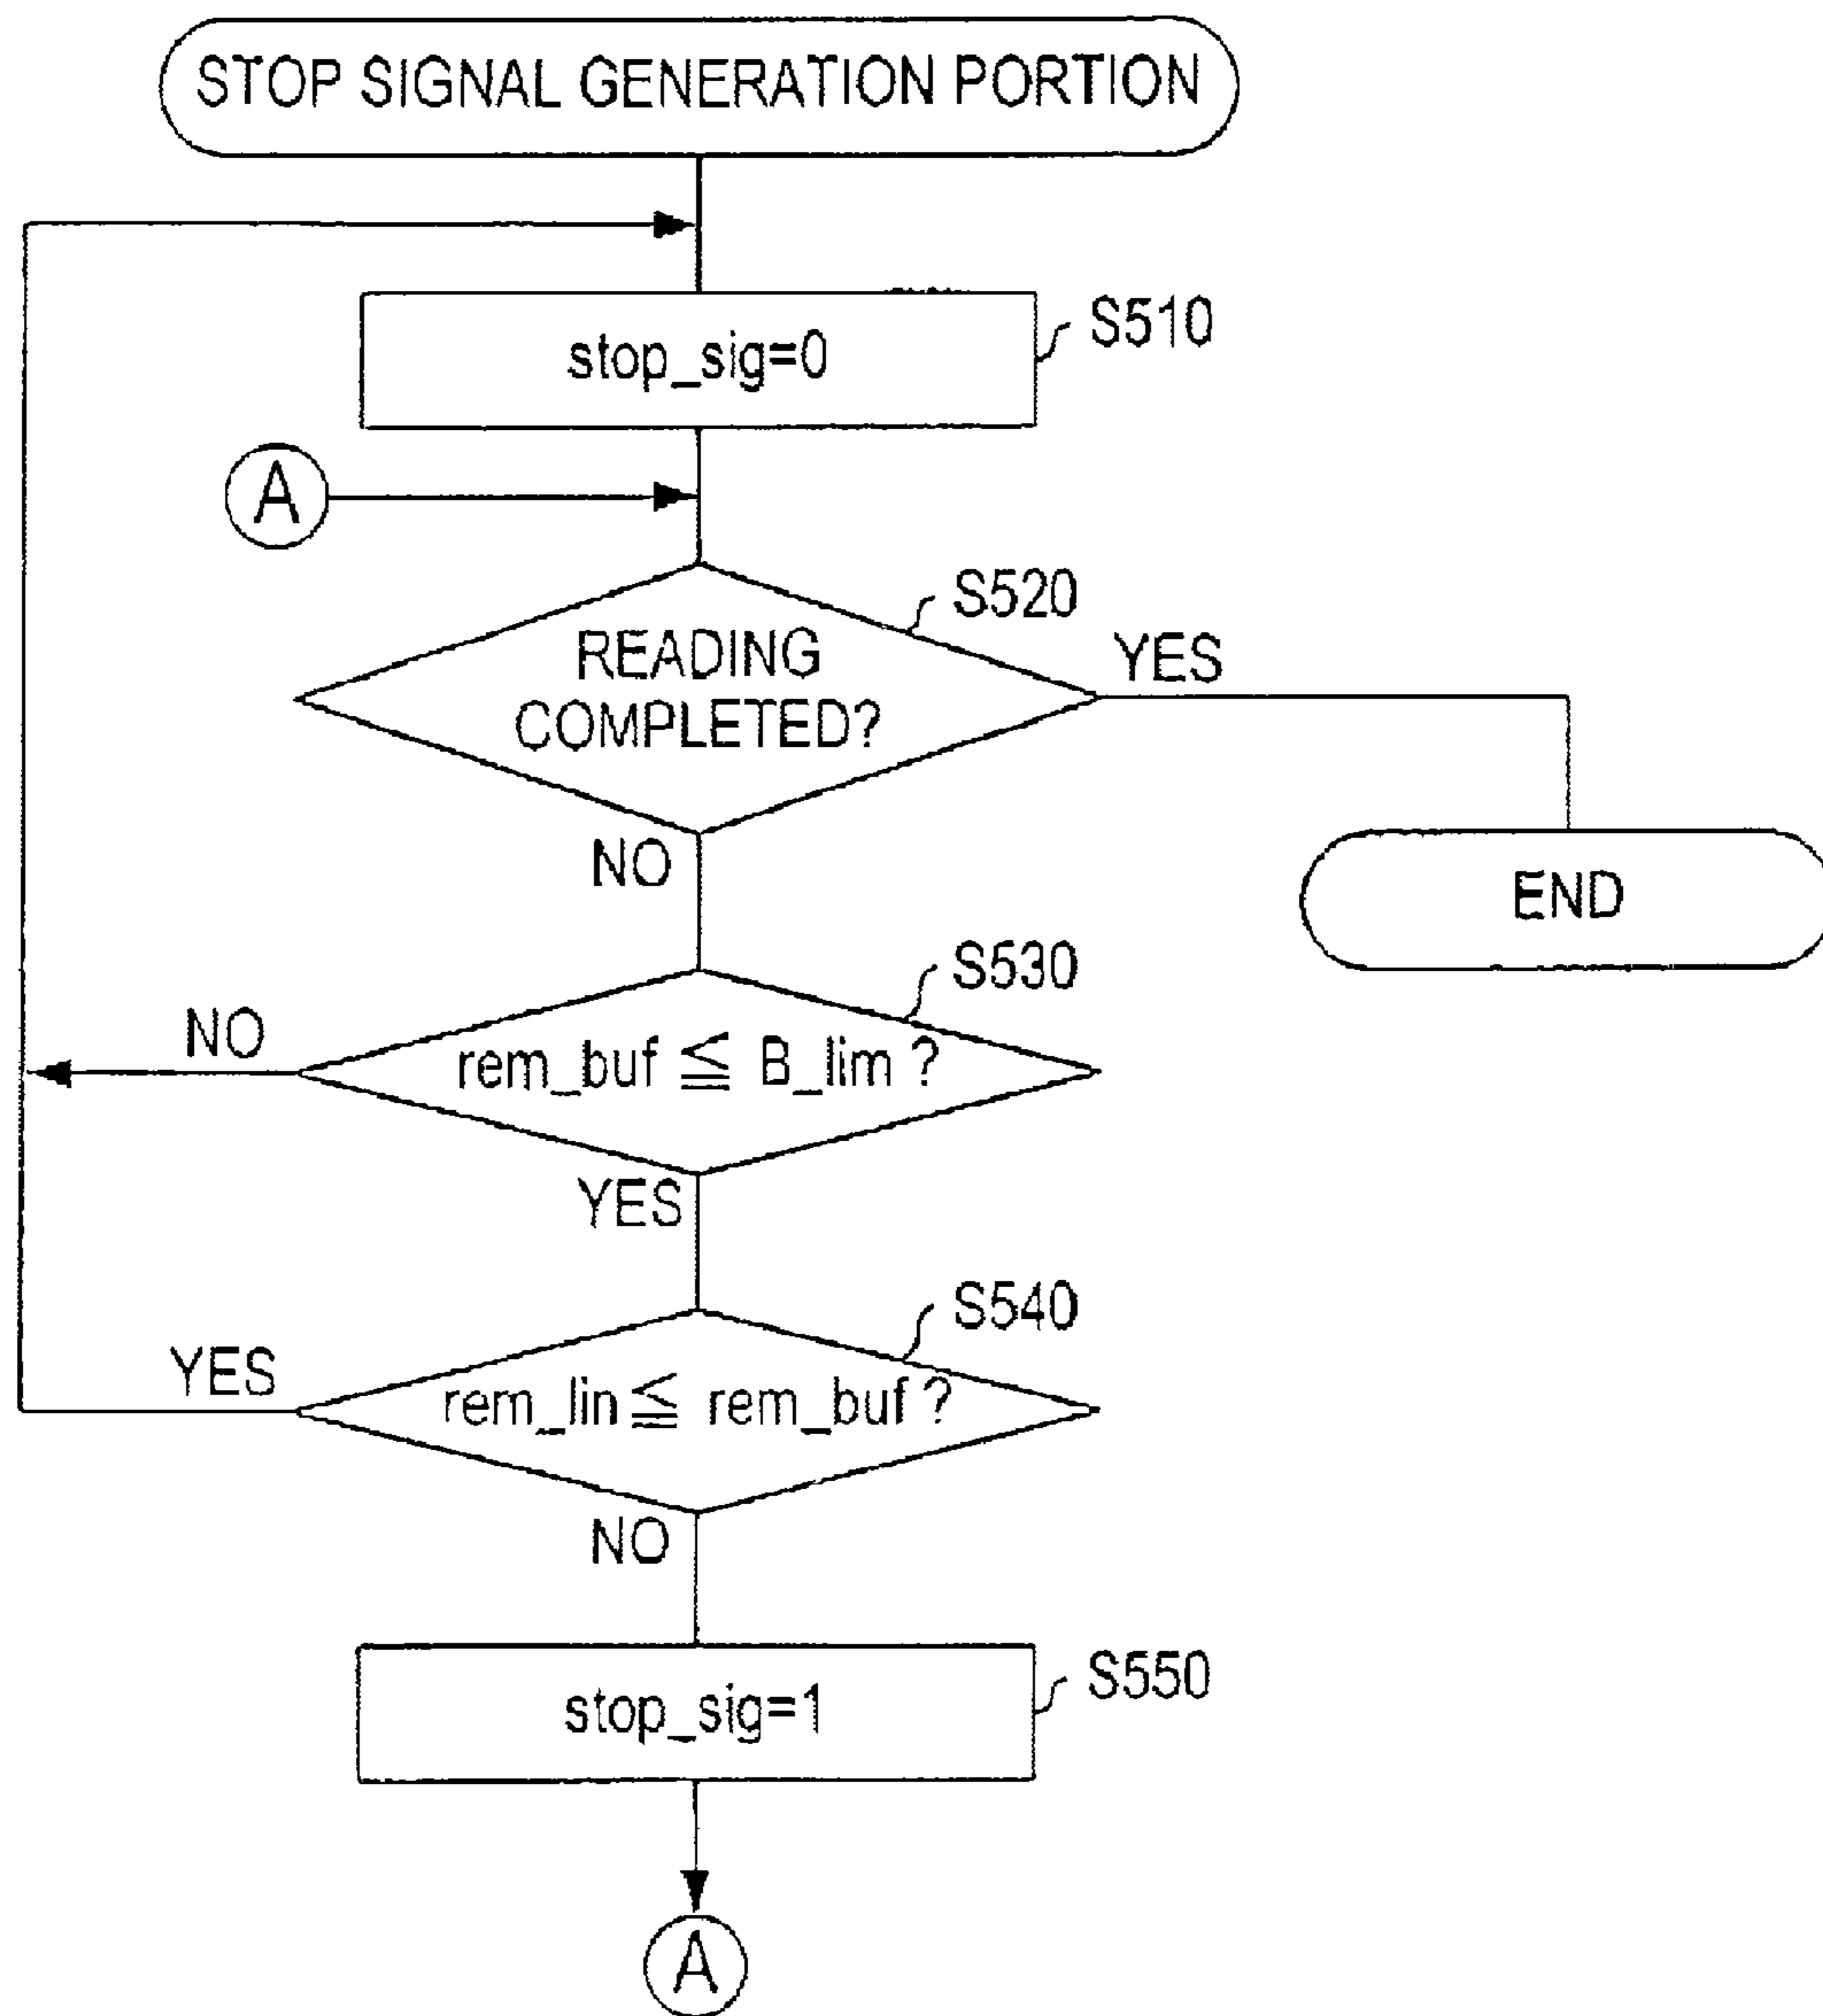 STOP SIGNAL GENERATION PORTION
stop_sig=0
S510
A
S520
READING
COMPLETED?
YES
NO
END
S530
NO
rem_buf ≦ B_lim ?
YES
S540
YES
rem_lin ≦ rem_buf ?
NO
stop_sig=1
S550
A